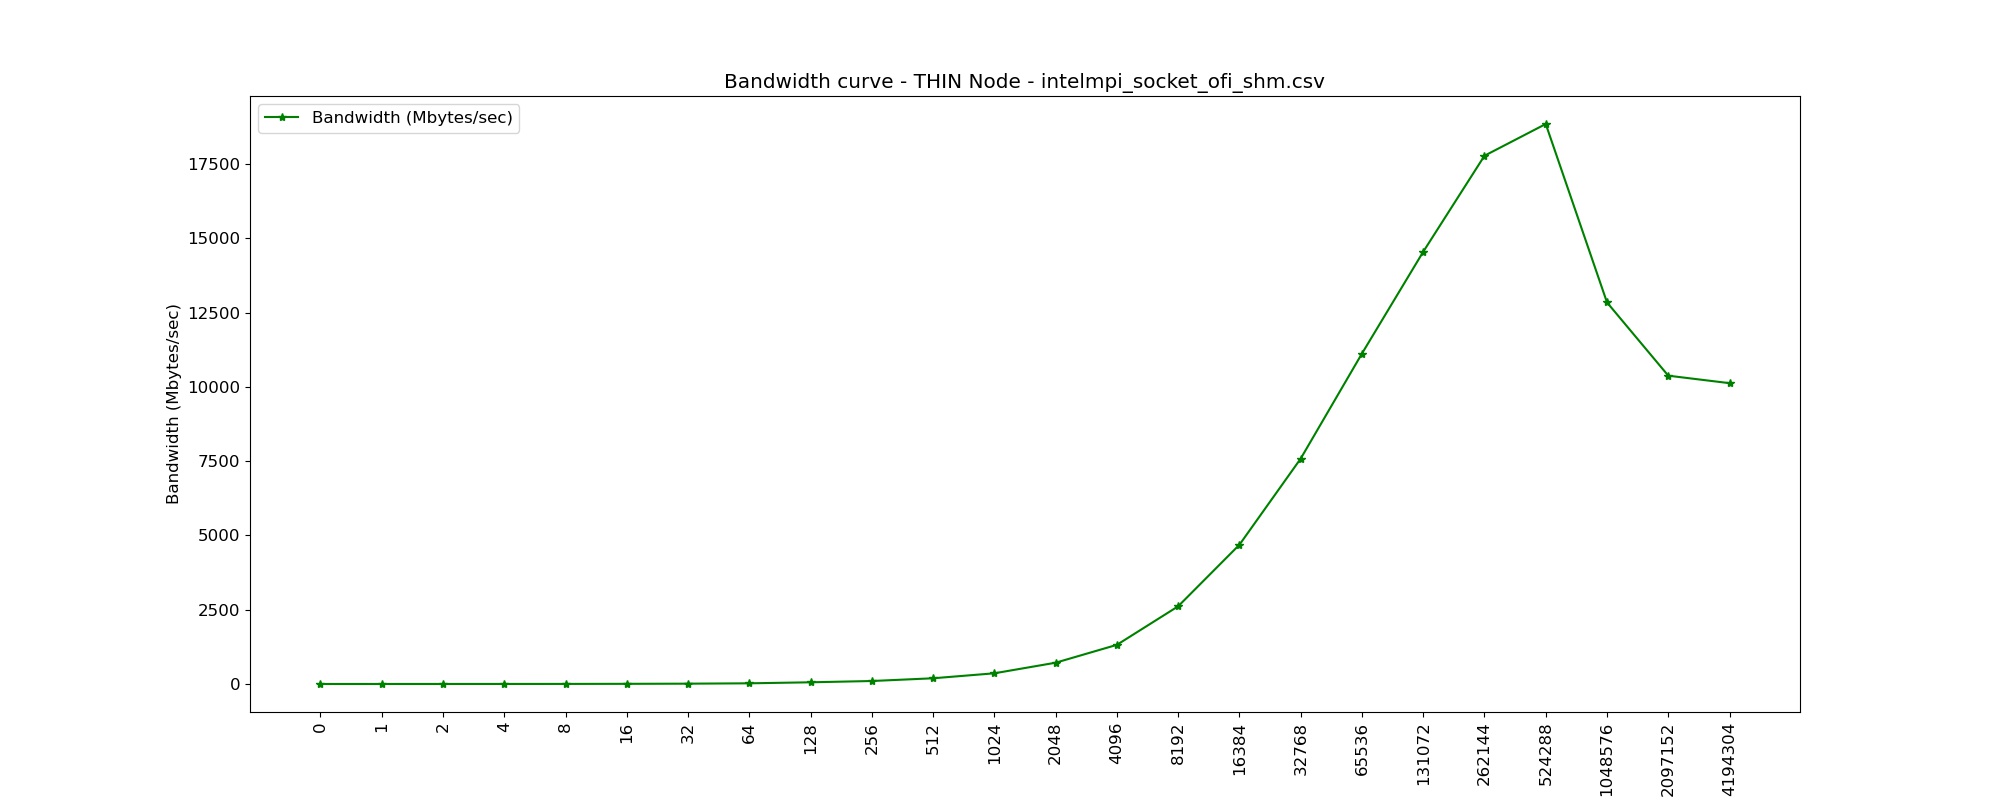 Bandwidth curve - THIN Node - intelmpi_socket_ofi_shm.csv
Bandwidth (Mbytes/sec)
17500
15000
12500
10000
7500
5000
2500
0
Bandwidth (Mbytes/sec)
0 1 2 4 8 16 32 64 128 256 512 1024 2048 4096 8192 16384 32768 65536 131072 262144 524288 1048576 2097152 4194304